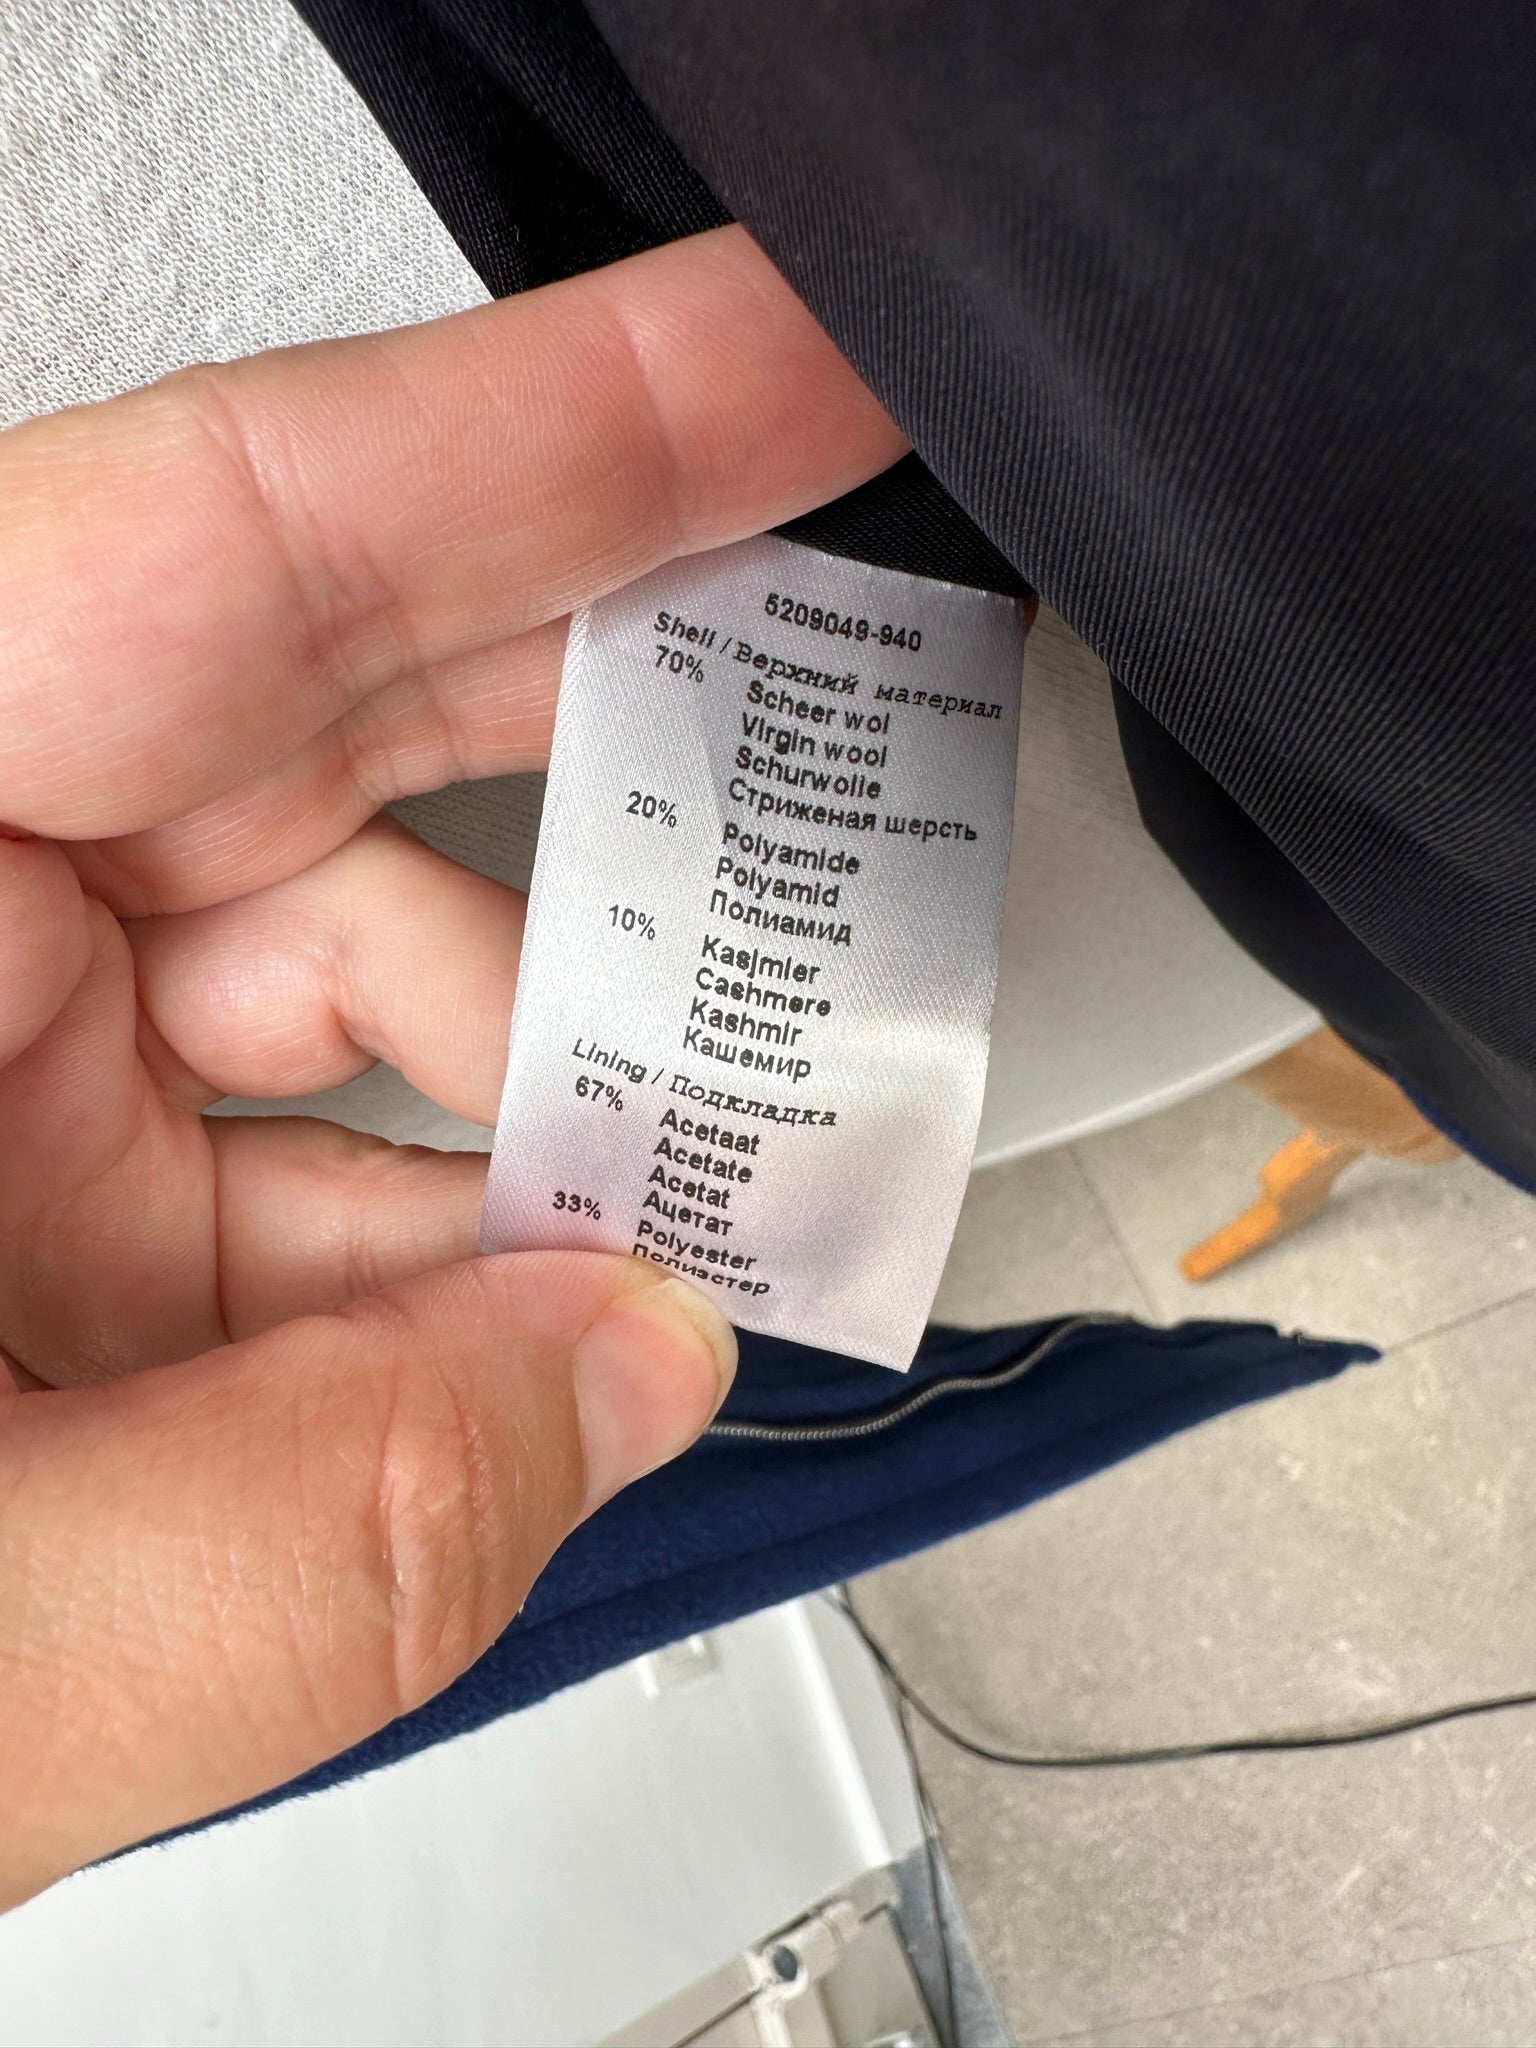 5209049-940
Shell / Верхний материал
70% Scheer wol
Virgin wool
Schurwolle
Стриженая шерсть
20% Polyamide
Polyamid
Полиамид
10% Kasjmier
Cashmere
Kashmir
Кашемир
Lining / Подкладка
67% Acetaat
Acetate
Acetat
Ацетат
33% Polyester
Полиэстер